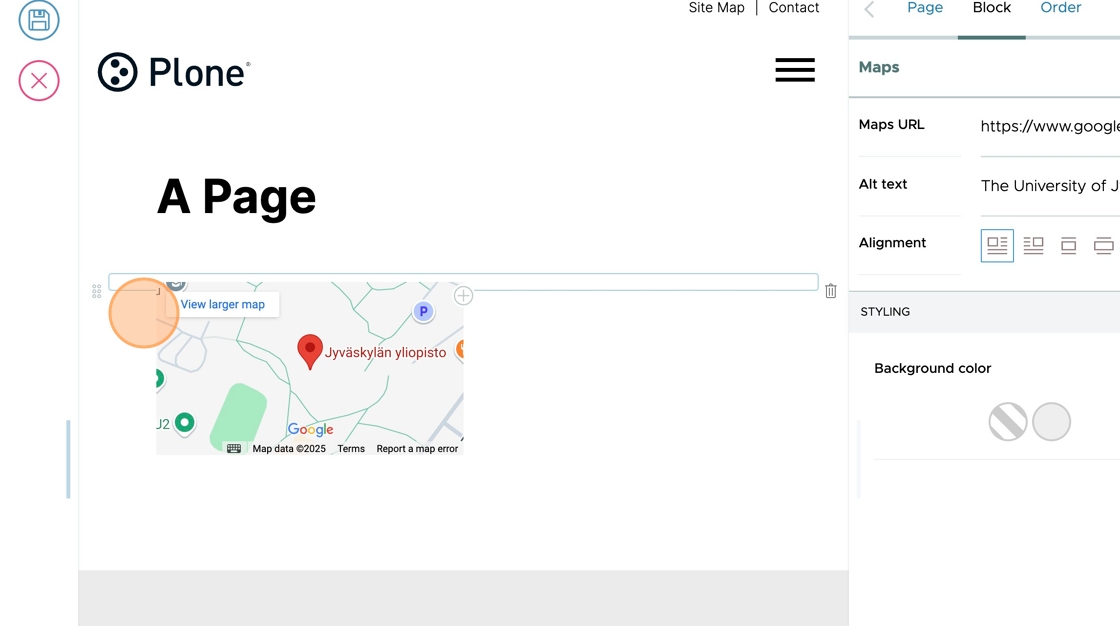 Site Map | Contact
Page Block Order
Plone®
Maps
Maps URL https://www.google
Alt text The University of J
Alignment
A Page
View larger map
P
Jyväskylän yliopisto
J2
Google
Map data ©2025 Terms Report a map error
STYLING
Background color